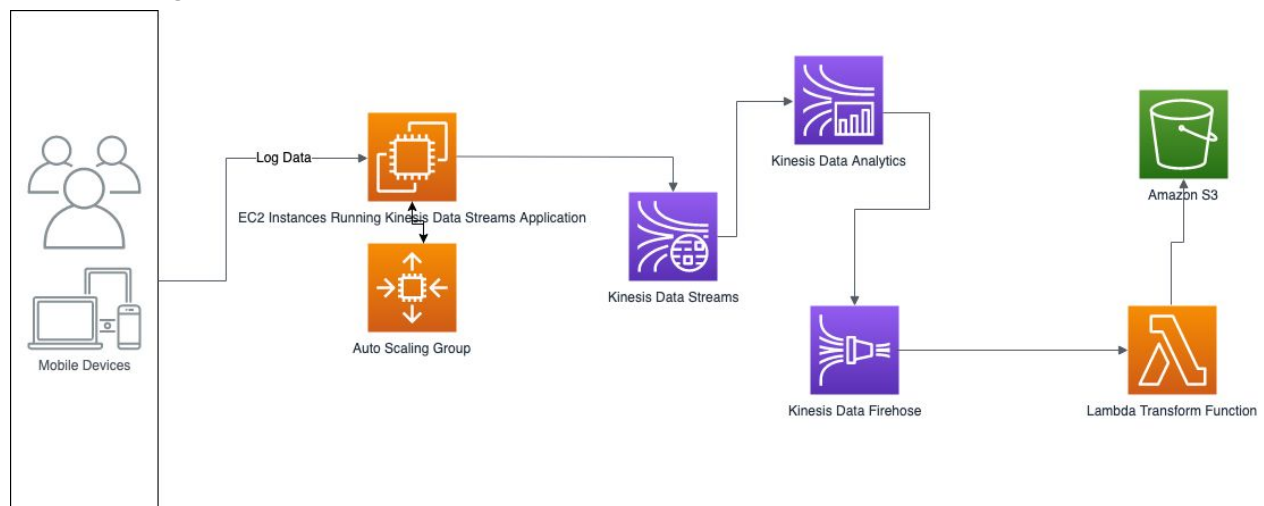 Log Data
EC2 Instances Running Kinesis Data Streams Application
Auto Scaling Group
Mobile Devices
Kinesis Data Streams
Kinesis Data Analytics
Kinesis Data Firehose
Lambda Transform Function
Amazon S3